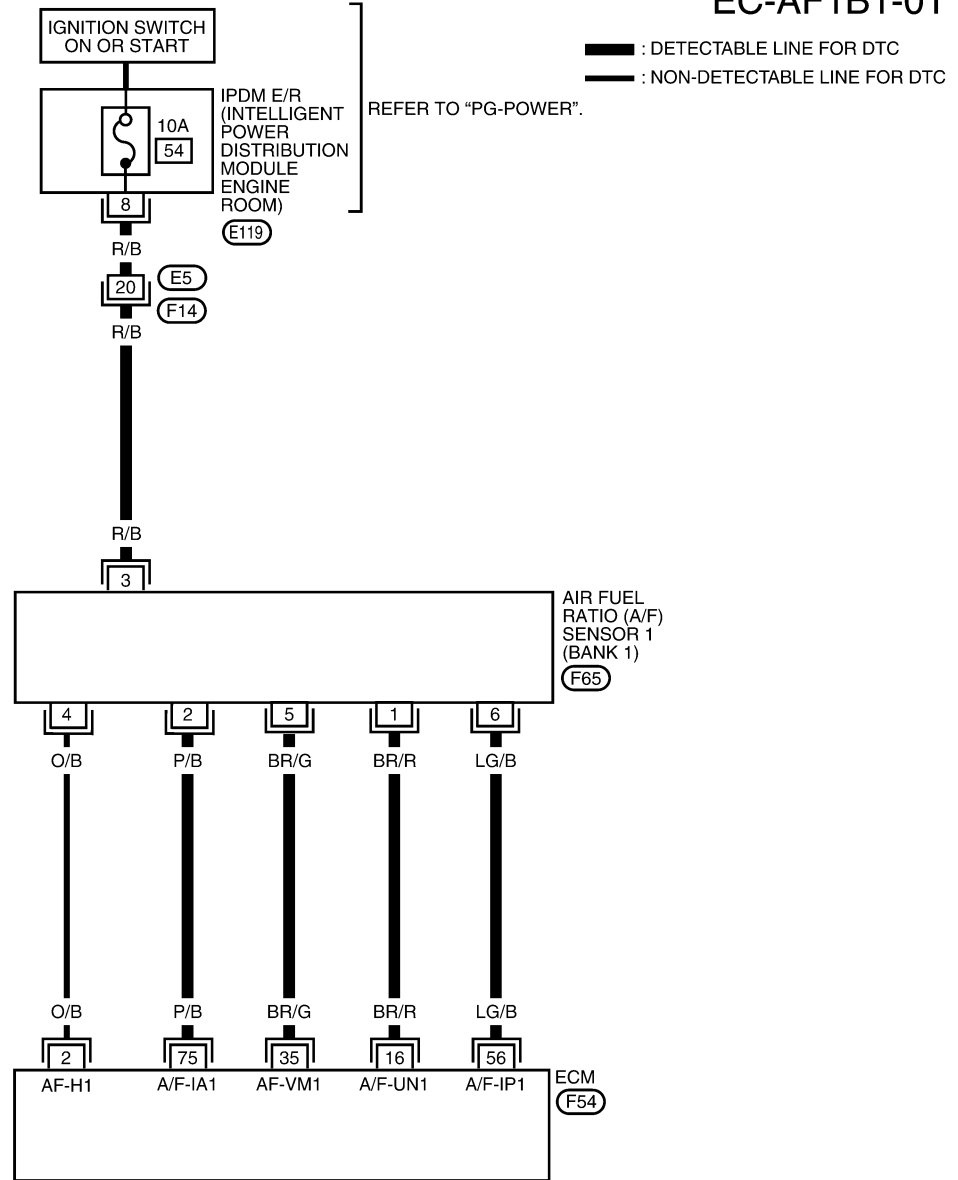 EC-AF1B1-01
IGNITION SWITCH
ON OR START
: DETECTABLE LINE FOR DTC
: NON-DETECTABLE LINE FOR DTC
10A
54
IPDM E/R
(INTELLIGENT
POWER
DISTRIBUTION
MODULE
ENGINE
ROOM)
E119
REFER TO “PG-POWER”.
8
R/B
20
E5
F14
R/B
R/B
3
AIR FUEL
RATIO (A/F)
SENSOR 1
(BANK 1)
F65
4 2 5 1 6
O/B P/B BR/G BR/R LG/B
O/B P/B BR/G BR/R LG/B
2 75 35 16 56
AF-H1 A/F-IA1 AF-VM1 A/F-UN1 A/F-IP1
ECM
F54